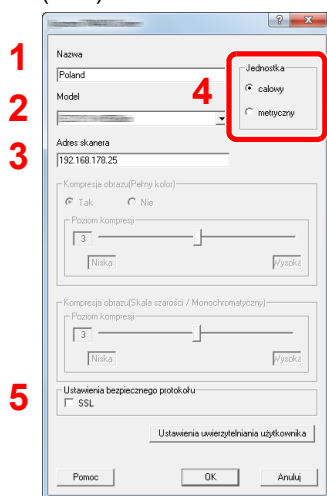 1
Nazwa
Poland
2
Model
3
Adres skanera
192.168.178.25
4
Jednostka
calowy
metryczny
Kompresja obrazu(Pełny kolor)
Tak Nie
Poziom kompresji
3
Niska Wysoka
Kompresja obrazu(Skala szarości / Monochromatyczny)
Poziom kompresji
3
Niska Wysoka
5
Ustawienia bezpiecznego protokołu
SSL
Ustawienia uwierzytelniania użytkownika
Pomoc OK Anuluj